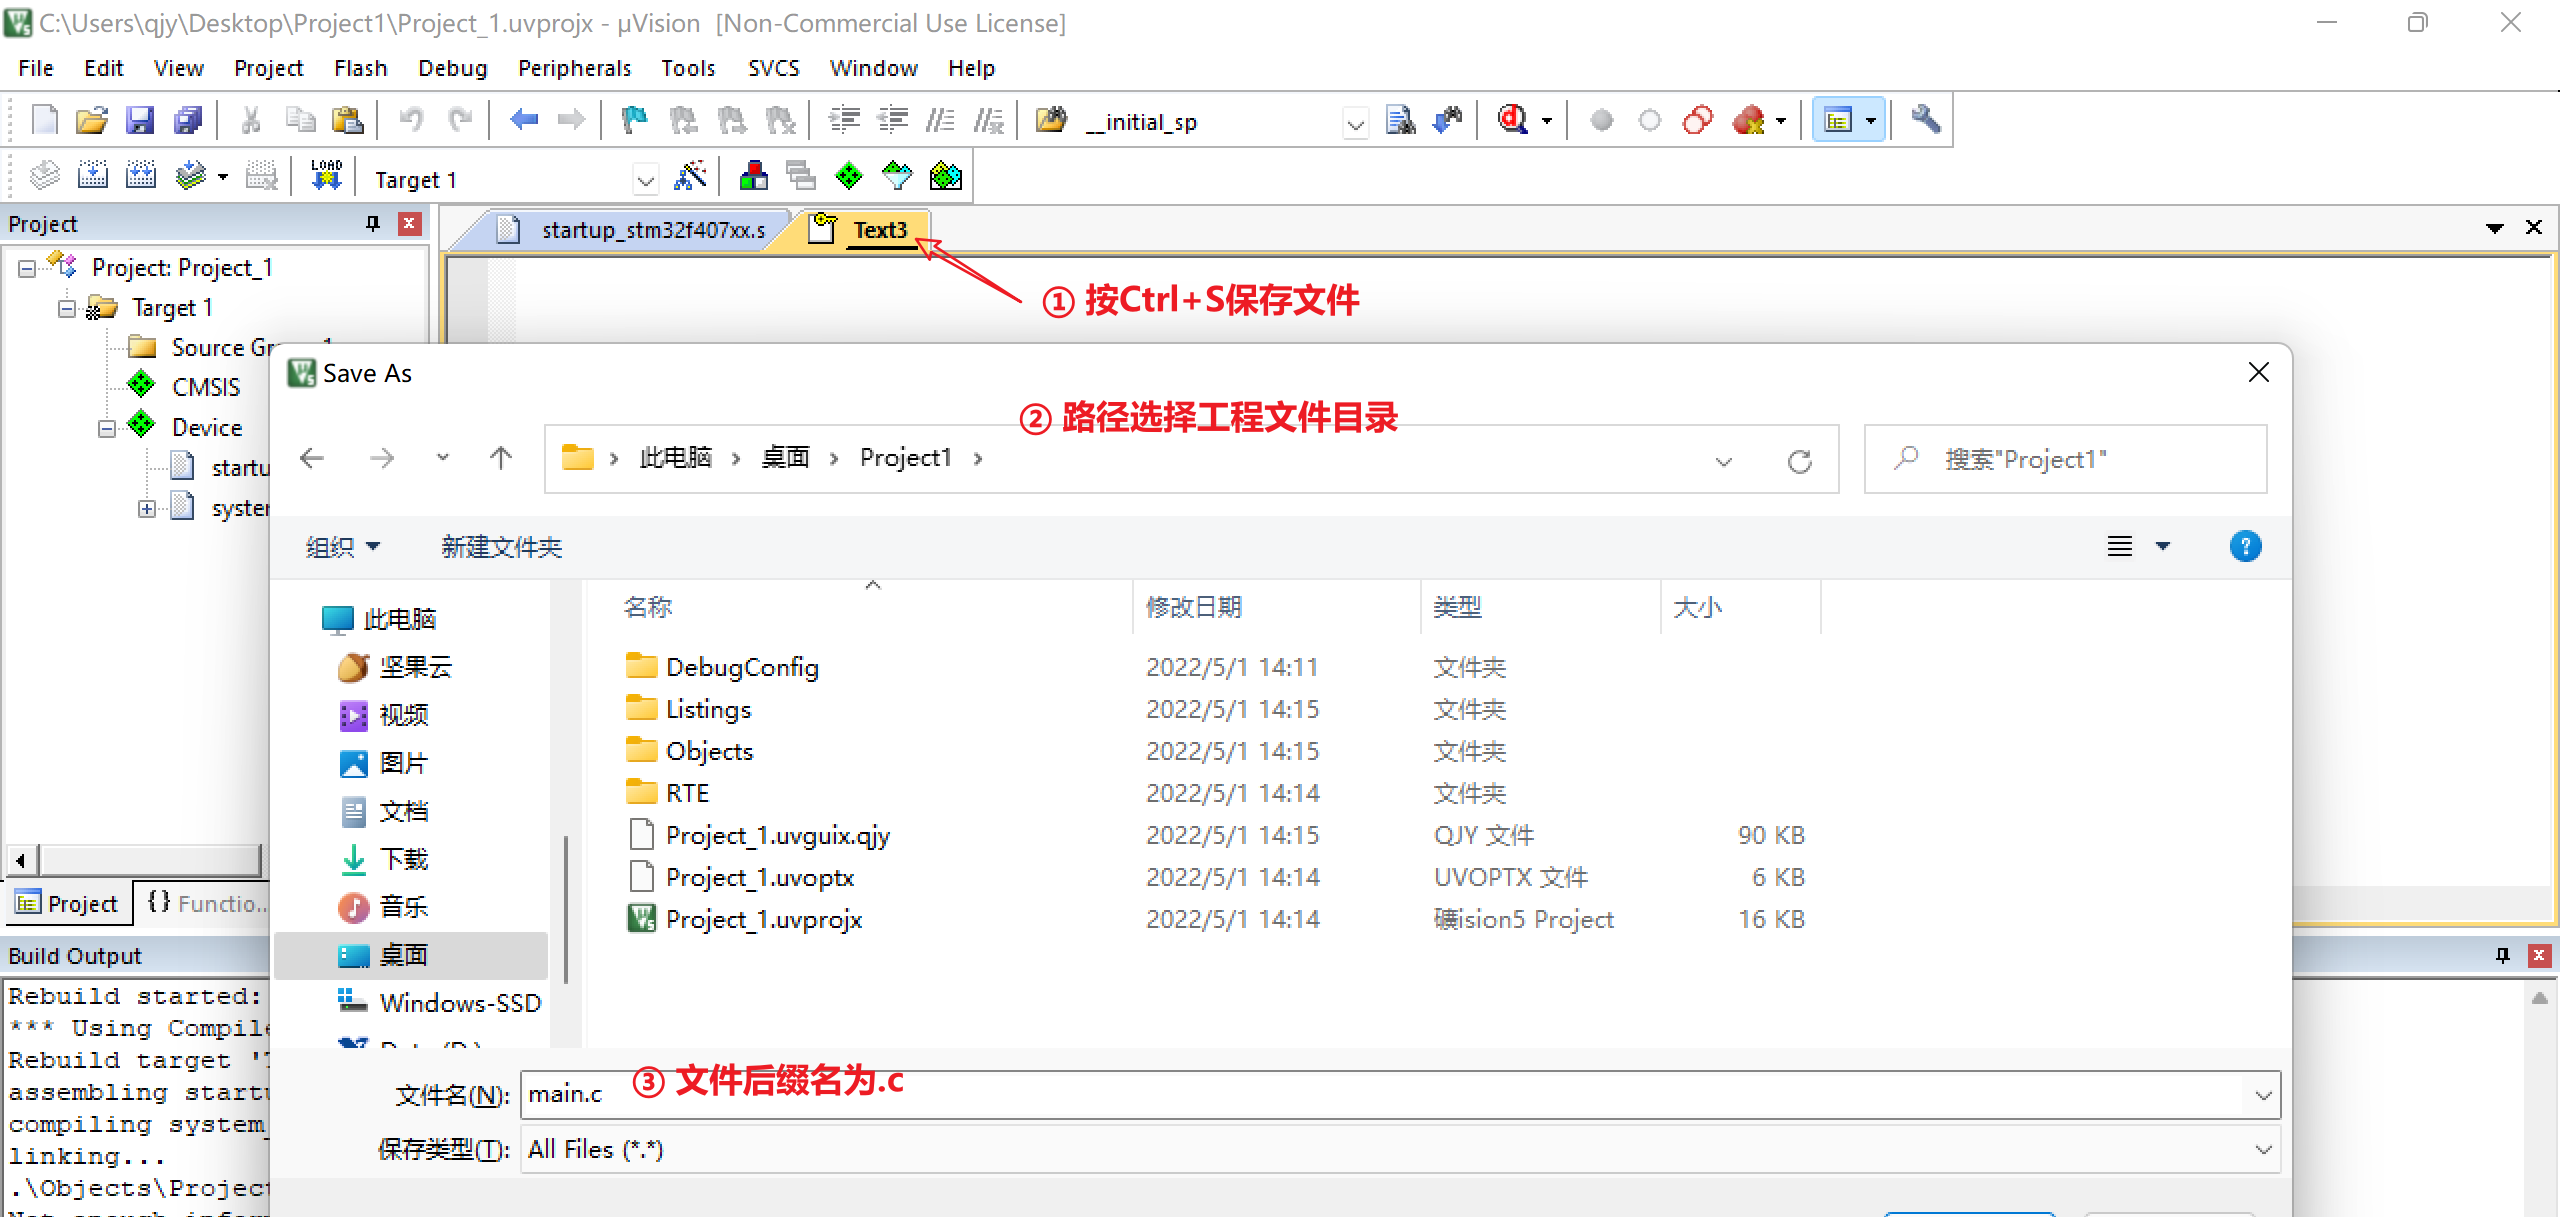 C:\Users\qjy\Desktop\Project1\Project_1.uvprojx - µVision  [Non-Commercial Use License]
File Edit View Project Flash Debug Peripherals Tools SVCS Window Help
__initial_sp
LOAD
Target 1
Project
startup_stm32f407xx.s
Text3
Project: Project_1
Target 1
Source
CMSIS
Device
startu
system
① 按Ctrl+S保存文件
Save As
② 路径选择工程文件目录
此电脑 › 桌面 › Project1 ›
搜索"Project1"
组织
新建文件夹
此电脑
坚果云
视频
图片
文档
下载
音乐
桌面
Windows-SSD
名称 修改日期 类型 大小
DebugConfig 2022/5/1 14:11 文件夹
Listings 2022/5/1 14:15 文件夹
Objects 2022/5/1 14:15 文件夹
RTE 2022/5/1 14:14 文件夹
Project_1.uvguix.qjy 2022/5/1 14:15 QJY 文件 90 KB
Project_1.uvoptx 2022/5/1 14:14 UVOPTX 文件 6 KB
Project_1.uvprojx 2022/5/1 14:14 礦ision5 Project 16 KB
文件名(N): main.c
③ 文件后缀名为.c
保存类型(T): All Files (*.*)
Project
{} Functio...
Build Output
Rebuild started:
*** Using Compile
Rebuild target '
assembling startu
compiling system_
linking...
.\Objects\Project